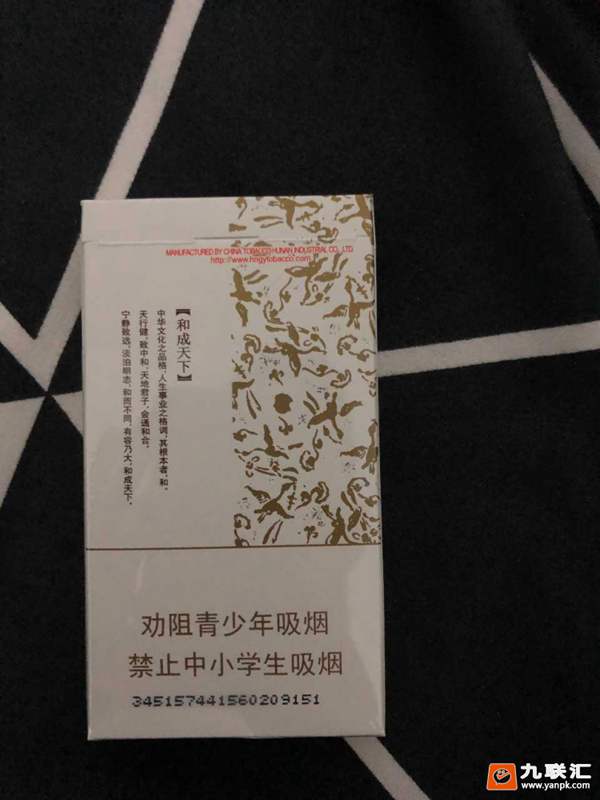 MANUFACTURED BY CHINA TOBACCO HUNAN INDUSTRIAL CO., LTD
http://www.hngytobacco.com
【和成天下】
中华文化之品格，人生事业之格调，其根本者，和。
天行健，致中和，天地君子，会通和合。
宁静致远，淡泊明志，和而不同，有容乃大，和成天下。
劝阻青少年吸烟
禁止中小学生吸烟
345157441560209151
九联汇
www.yanpk.com